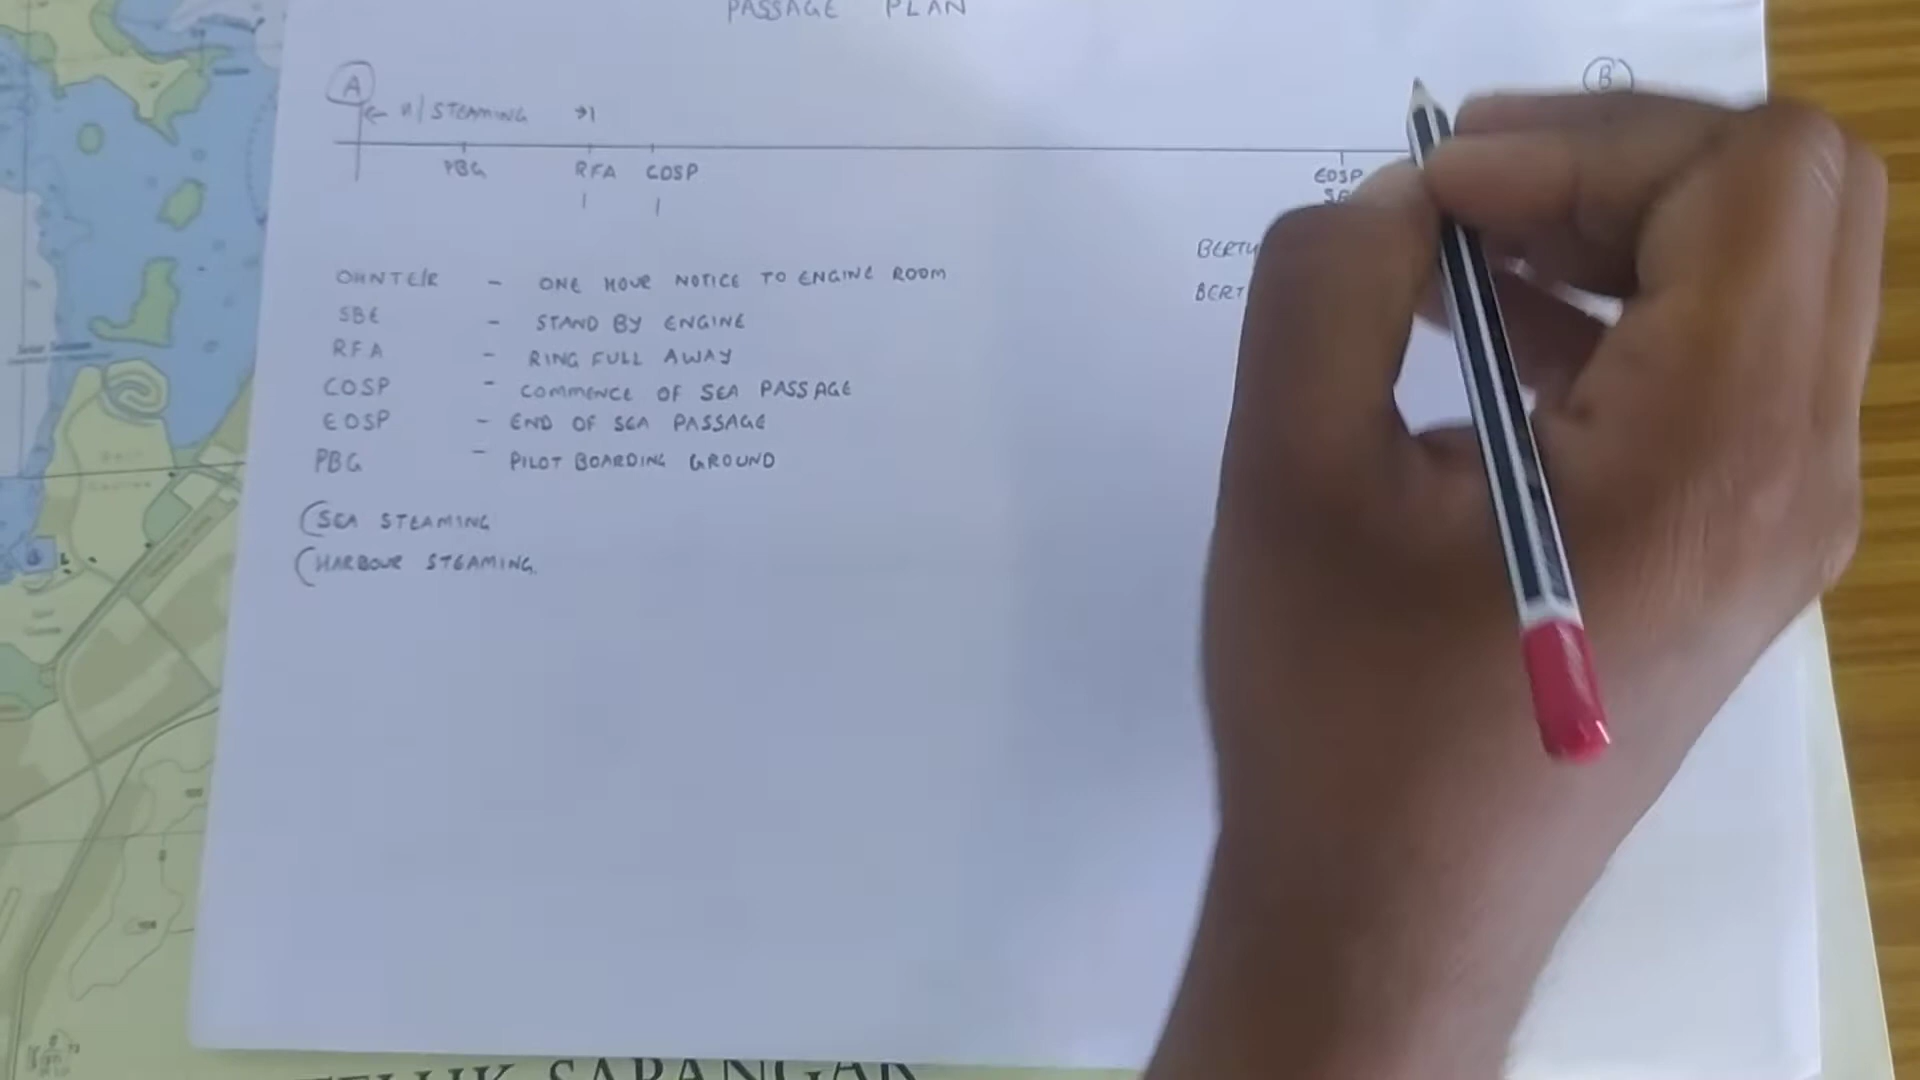 PASSAGE PLAN
A
B
H/ STEAMING
PBG RFA COSP EOSP
OHNTE/R - ONE HOUR NOTICE TO ENGINE ROOM
SBE - STAND BY ENGINE
RFA - RING FULL AWAY
COSP - COMMENCE OF SEA PASSAGE
EOSP - END OF SEA PASSAGE
PBG - PILOT BOARDING GROUND
(SEA STEAMING
(HARBOUR STEAMING.